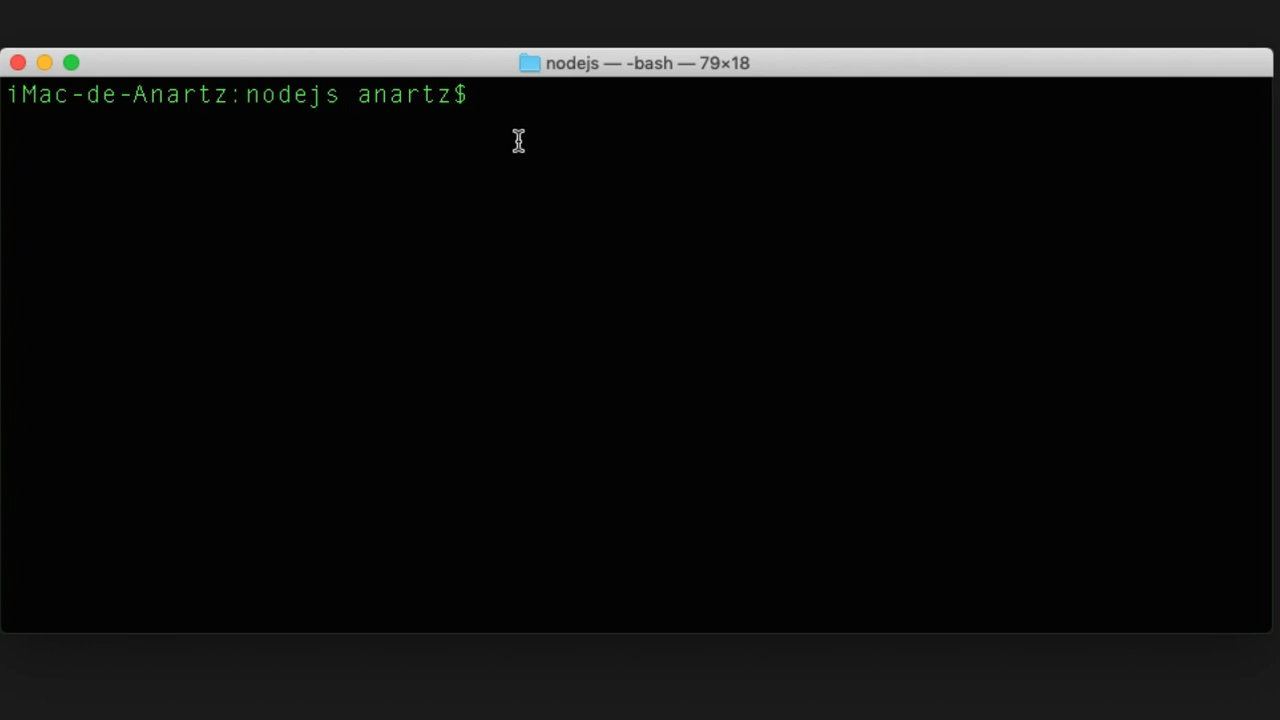 nodejs — -bash — 79×18
iMac-de-Anartz:nodejs anartz$